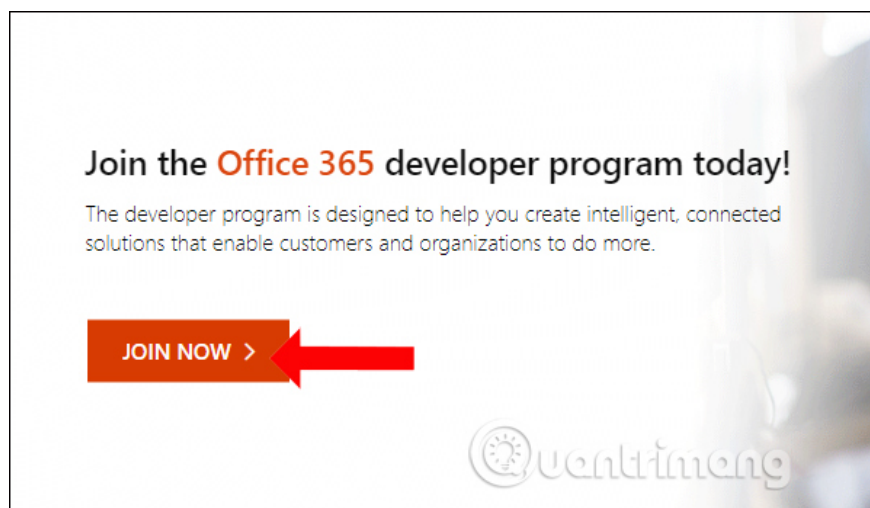 Join the Office 365 developer program today!
The developer program is designed to help you create intelligent, connected
solutions that enable customers and organizations to do more.
JOIN NOW >
Quantrimang